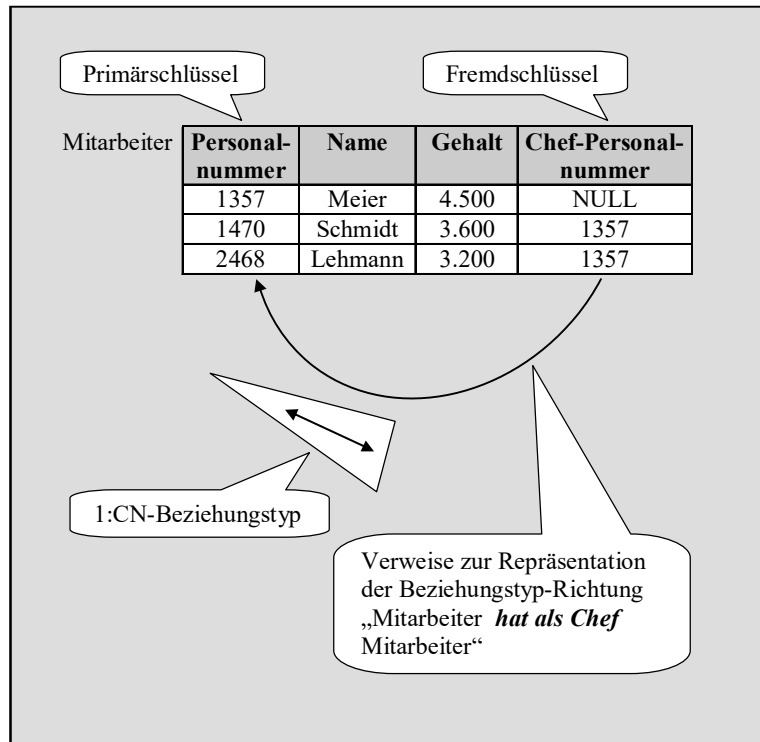 Primärschlüssel
Fremdschlüssel
Mitarbeiter
Personal- Name Gehalt Chef-Personal-
nummer nummer
1357 Meier 4.500 NULL
1470 Schmidt 3.600 1357
2468 Lehmann 3.200 1357
1:CN-Beziehungstyp
Verweise zur Repräsentation
der Beziehungstyp-Richtung
„Mitarbeiter hat als Chef
Mitarbeiter“